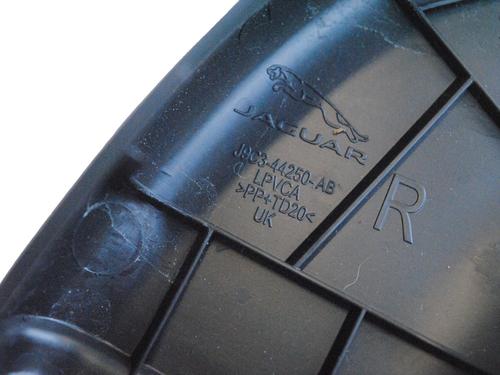 JAGUAR
J9C3-44250-AB
LPVCA
>PP+TD20<
UK
R